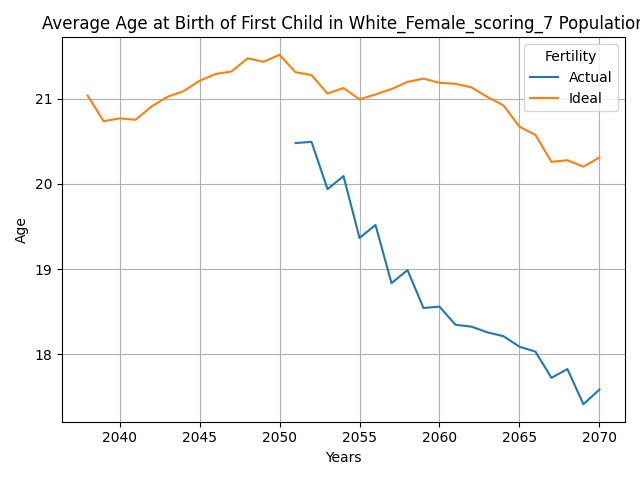 Average Age at Birth of First Child in White_Female_scoring_7 Population
Fertility
Actual
Ideal
21
20
19
18
Age
2040 2045 2050 2055 2060 2065 2070
Years